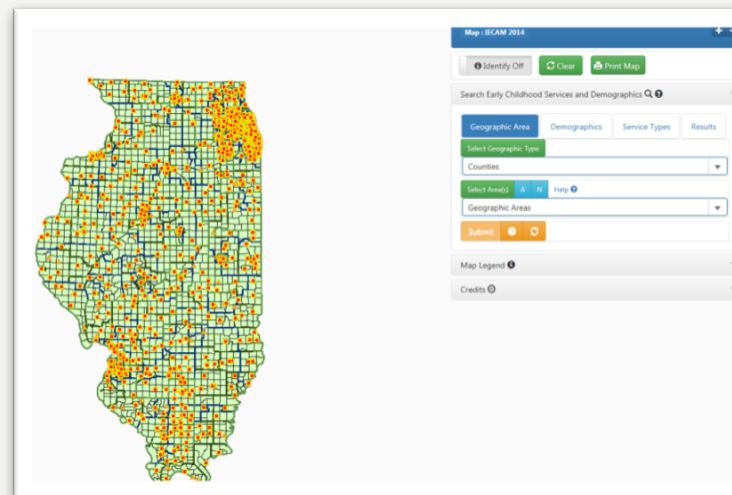 Map : IECAM 2014
Identify Off Clear Print Map
Search Early Childhood Services and Demographics
Geographic Area Demographics Service Types Results
Select Geographic Type
Counties
Select Area(s) A N Help
Geographic Areas
Submit
Map Legend
Credits